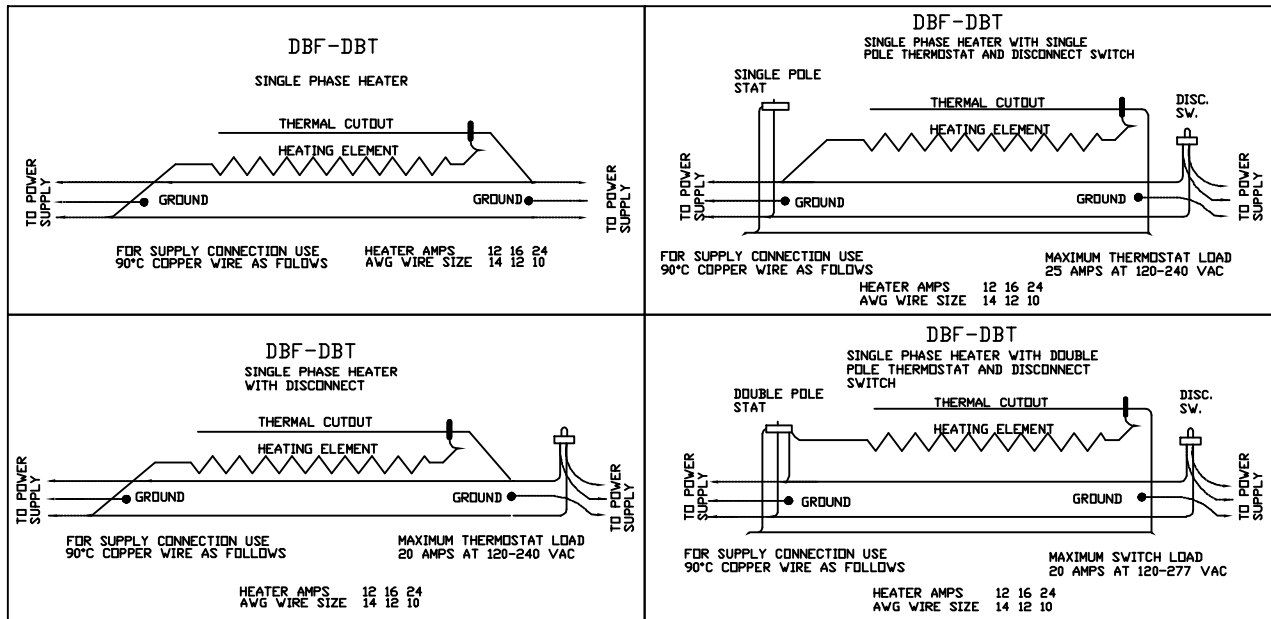 DBF-DBT
SINGLE PHASE HEATER
THERMAL CUTOUT
HEATING ELEMENT
TO POWER
SUPPLY
GROUND
GROUND
TO POWER
SUPPLY
FOR SUPPLY CONNECTION USE
90°C COPPER WIRE AS FOLLOWS
HEATER AMPS 12 16 24
AWG WIRE SIZE 14 12 10
DBF-DBT
SINGLE PHASE HEATER WITH SINGLE
POLE THERMOSTAT AND DISCONNECT SWITCH
SINGLE POLE
STAT
THERMAL CUTOUT
HEATING ELEMENT
DISC.
SW.
TO POWER
SUPPLY
GROUND
GROUND
TO POWER
SUPPLY
FOR SUPPLY CONNECTION USE
90°C COPPER WIRE AS FOLLOWS
MAXIMUM THERMOSTAT LOAD
25 AMPS AT 120-240 VAC
HEATER AMPS 12 16 24
AWG WIRE SIZE 14 12 10
DBF-DBT
SINGLE PHASE HEATER
WITH DISCONNECT
THERMAL CUTOUT
HEATING ELEMENT
TO POWER
SUPPLY
GROUND
GROUND
TO POWER
SUPPLY
FOR SUPPLY CONNECTION USE
90°C COPPER WIRE AS FOLLOWS
MAXIMUM THERMOSTAT LOAD
20 AMPS AT 120-240 VAC
HEATER AMPS 12 16 24
AWG WIRE SIZE 14 12 10
DBF-DBT
SINGLE PHASE HEATER WITH DOUBLE
POLE THERMOSTAT AND DISCONNECT
SWITCH
DOUBLE POLE
STAT
THERMAL CUTOUT
HEATING ELEMENT
DISC.
SW.
TO POWER
SUPPLY
GROUND
GROUND
TO POWER
SUPPLY
FOR SUPPLY CONNECTION USE
90°C COPPER WIRE AS FOLLOWS
MAXIMUM SWITCH LOAD
20 AMPS AT 120-277 VAC
HEATER AMPS 12 16 24
AWG WIRE SIZE 14 12 10